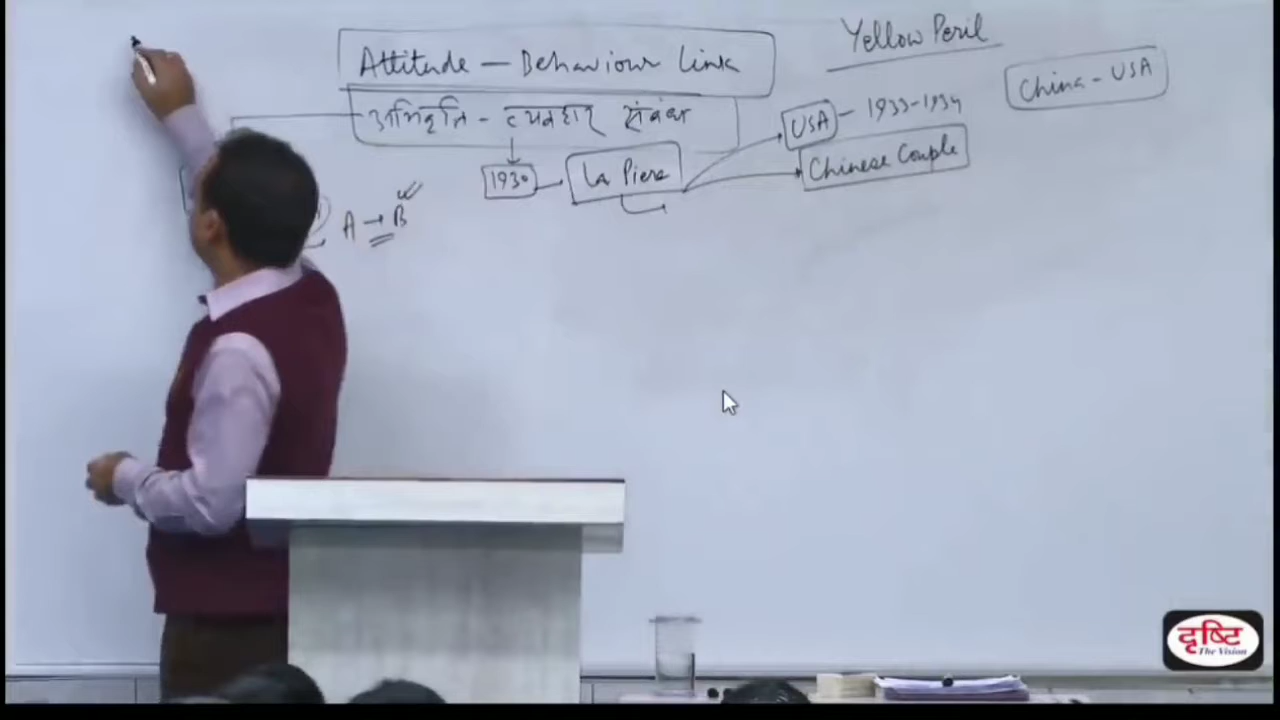 Yellow Peril
Attitude - Behaviour Link
China - USA
अभिवृत्ति - व्यवहार संबंध
USA - 1933-1934
1930
La Piere
Chinese Couple
A → B
दृष्टि
The Vision